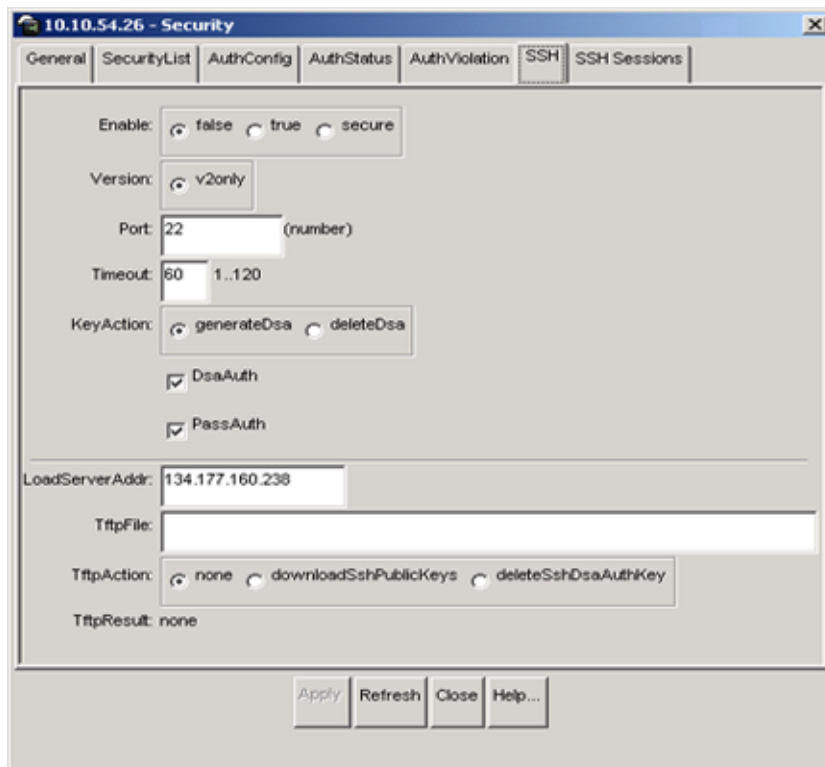 10.10.54.26 - Security
General SecurityList AuthConfig AuthStatus AuthViolation SSH SSH Sessions
Enable: false true secure
Version: v2only
Port: 22 (number)
Timeout: 60 1..120
KeyAction: generateDsa deleteDsa
DsaAuth
PassAuth
LoadServerAddr: 134.177.160.238
TftpFile:
TftpAction: none downloadSshPublicKeys deleteSshDsaAuthKey
TftpResult: none
Apply Refresh Close Help...